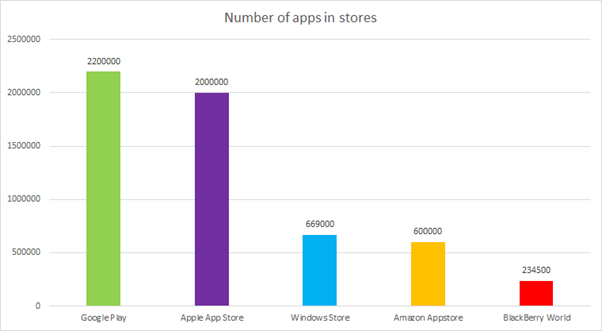 Number of apps in stores
2500000
2000000
1500000
1000000
500000
0
2200000
2000000
669000
600000
234500
Google Play
Apple App Store
Windows Store
Amazon Appstore
BlackBerry World